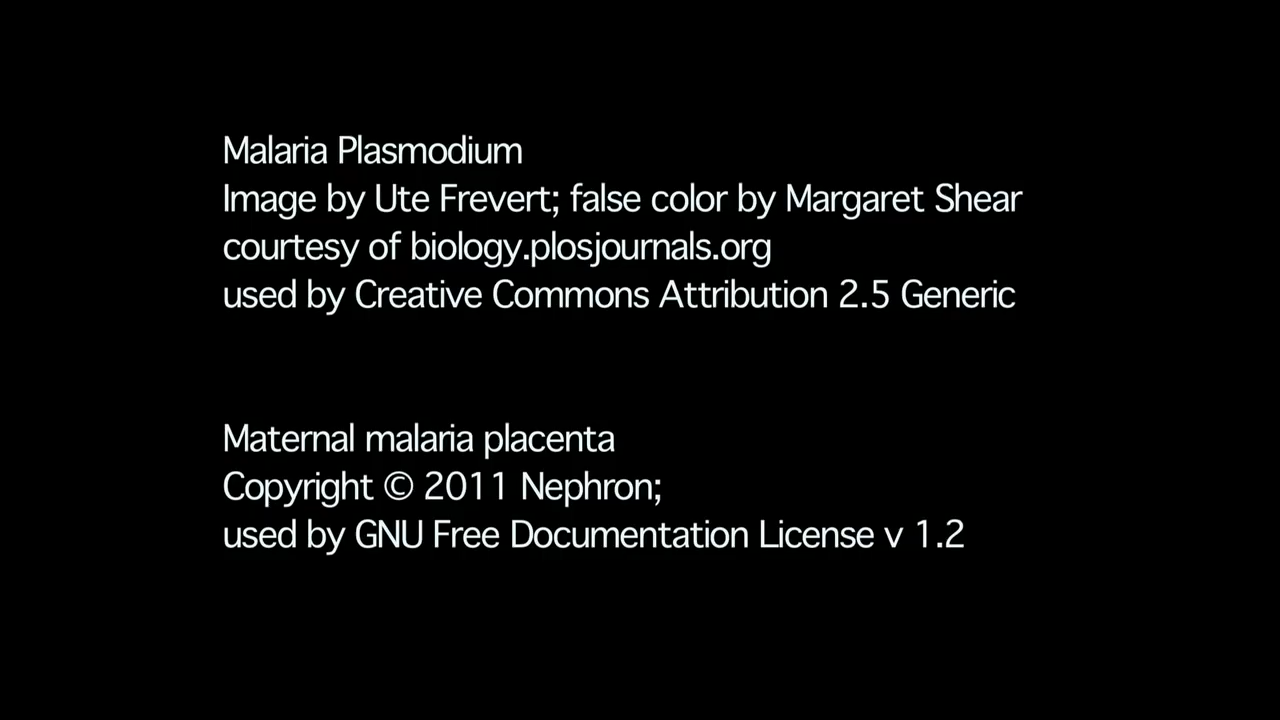 Malaria Plasmodium
Image by Ute Frevert; false color by Margaret Shear
courtesy of biology.plosjournals.org
used by Creative Commons Attribution 2.5 Generic
Maternal malaria placenta
Copyright © 2011 Nephron;
used by GNU Free Documentation License v 1.2